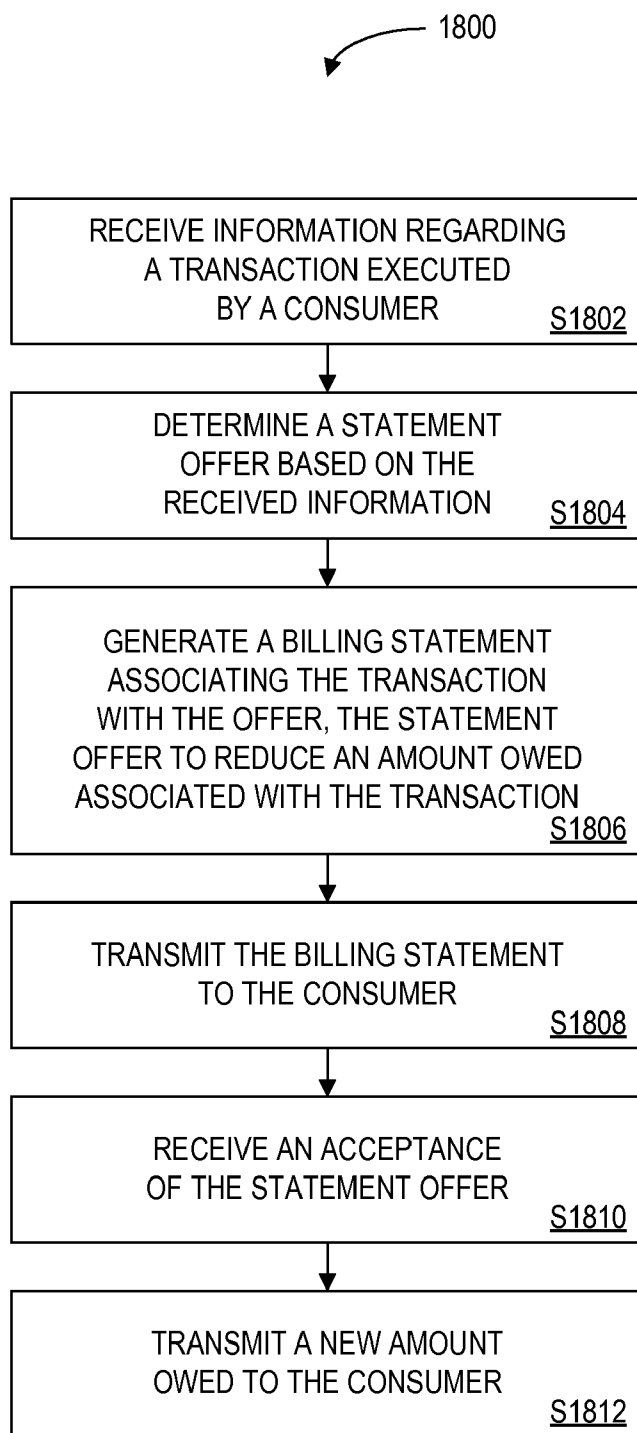 1800
RECEIVE INFORMATION REGARDING
A TRANSACTION EXECUTED
BY A CONSUMER
S1802
DETERMINE A STATEMENT
OFFER BASED ON THE
RECEIVED INFORMATION
S1804
GENERATE A BILLING STATEMENT
ASSOCIATING THE TRANSACTION
WITH THE OFFER, THE STATEMENT
OFFER TO REDUCE AN AMOUNT OWED
ASSOCIATED WITH THE TRANSACTION
S1806
TRANSMIT THE BILLING STATEMENT
TO THE CONSUMER
S1808
RECEIVE AN ACCEPTANCE
OF THE STATEMENT OFFER
S1810
TRANSMIT A NEW AMOUNT
OWED TO THE CONSUMER
S1812